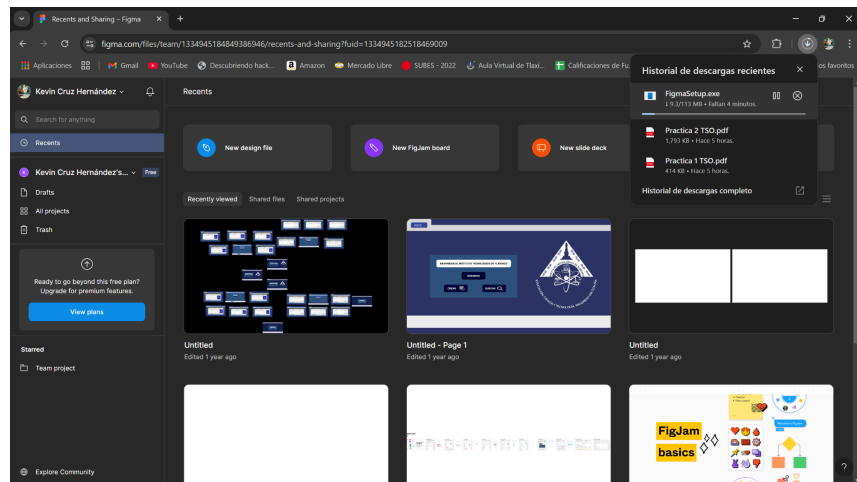 Recents and Sharing – Figma
figma.com/files/team/1334945184849386946/recents-and-sharing?fuid=1334945182518469009
Aplicaciones
Gmail
YouTube
Descubriendo hack...
Amazon
Mercado Libre
SUBES - 2022
Aula Virtual de Tlaxi...
Calificaciones de Fu
os favoritos
Historial de descargas recientes
FigmaSetup.exe
↓ 9.3/113 MB • Faltan 4 minutos.
Practica 2 TSO.pdf
1,793 KB • Hace 5 horas.
Practica 1 TSO.pdf
414 KB • Hace 5 horas.
Historial de descargas completo
Kevin Cruz Hernández
Search for anything
Recents
K Kevin Cruz Hernández's... Free
Drafts
All projects
Trash
Ready to go beyond this free plan?
Upgrade for premium features.
View plans
Starred
Team project
Explore Community
Recents
New design file
New FigJam board
New slide deck
Recently viewed Shared files Shared projects
Untitled
Edited 1 year ago
Untitled - Page 1
Edited 1 year ago
Untitled
Edited 1 year ago
FigJam
basics
?